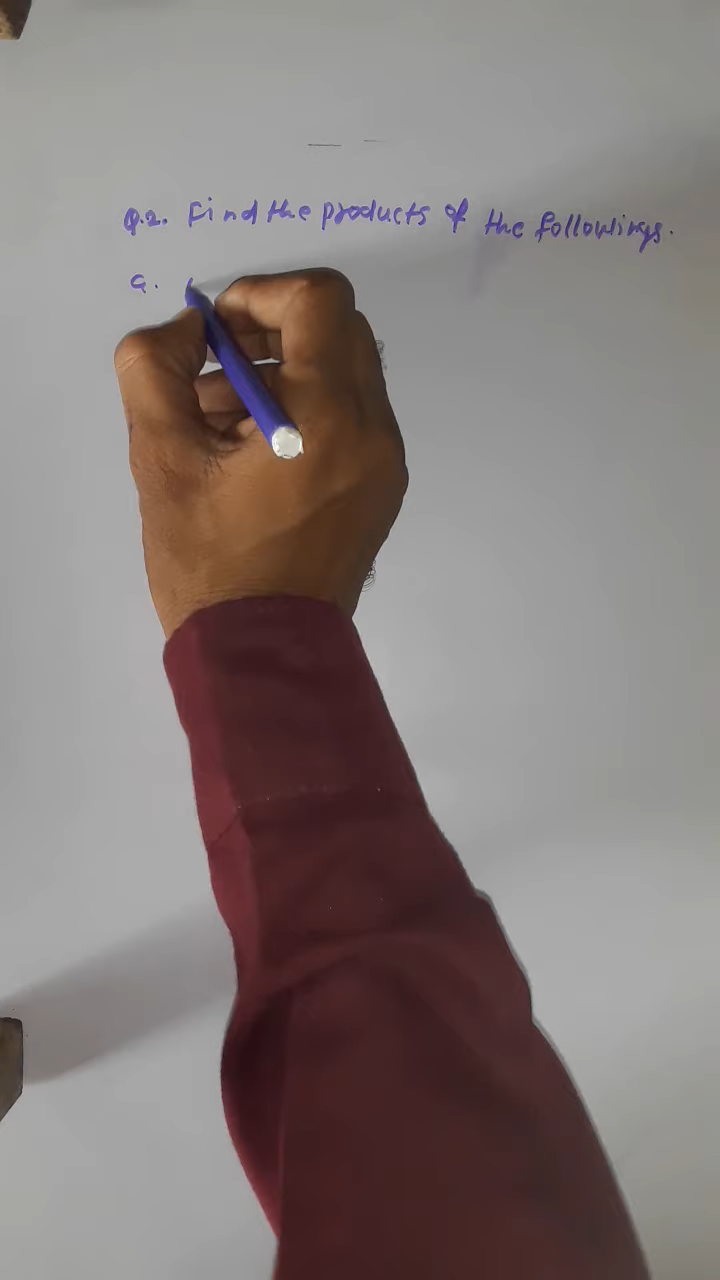 Q.2. Find the products of the followings.
a. (